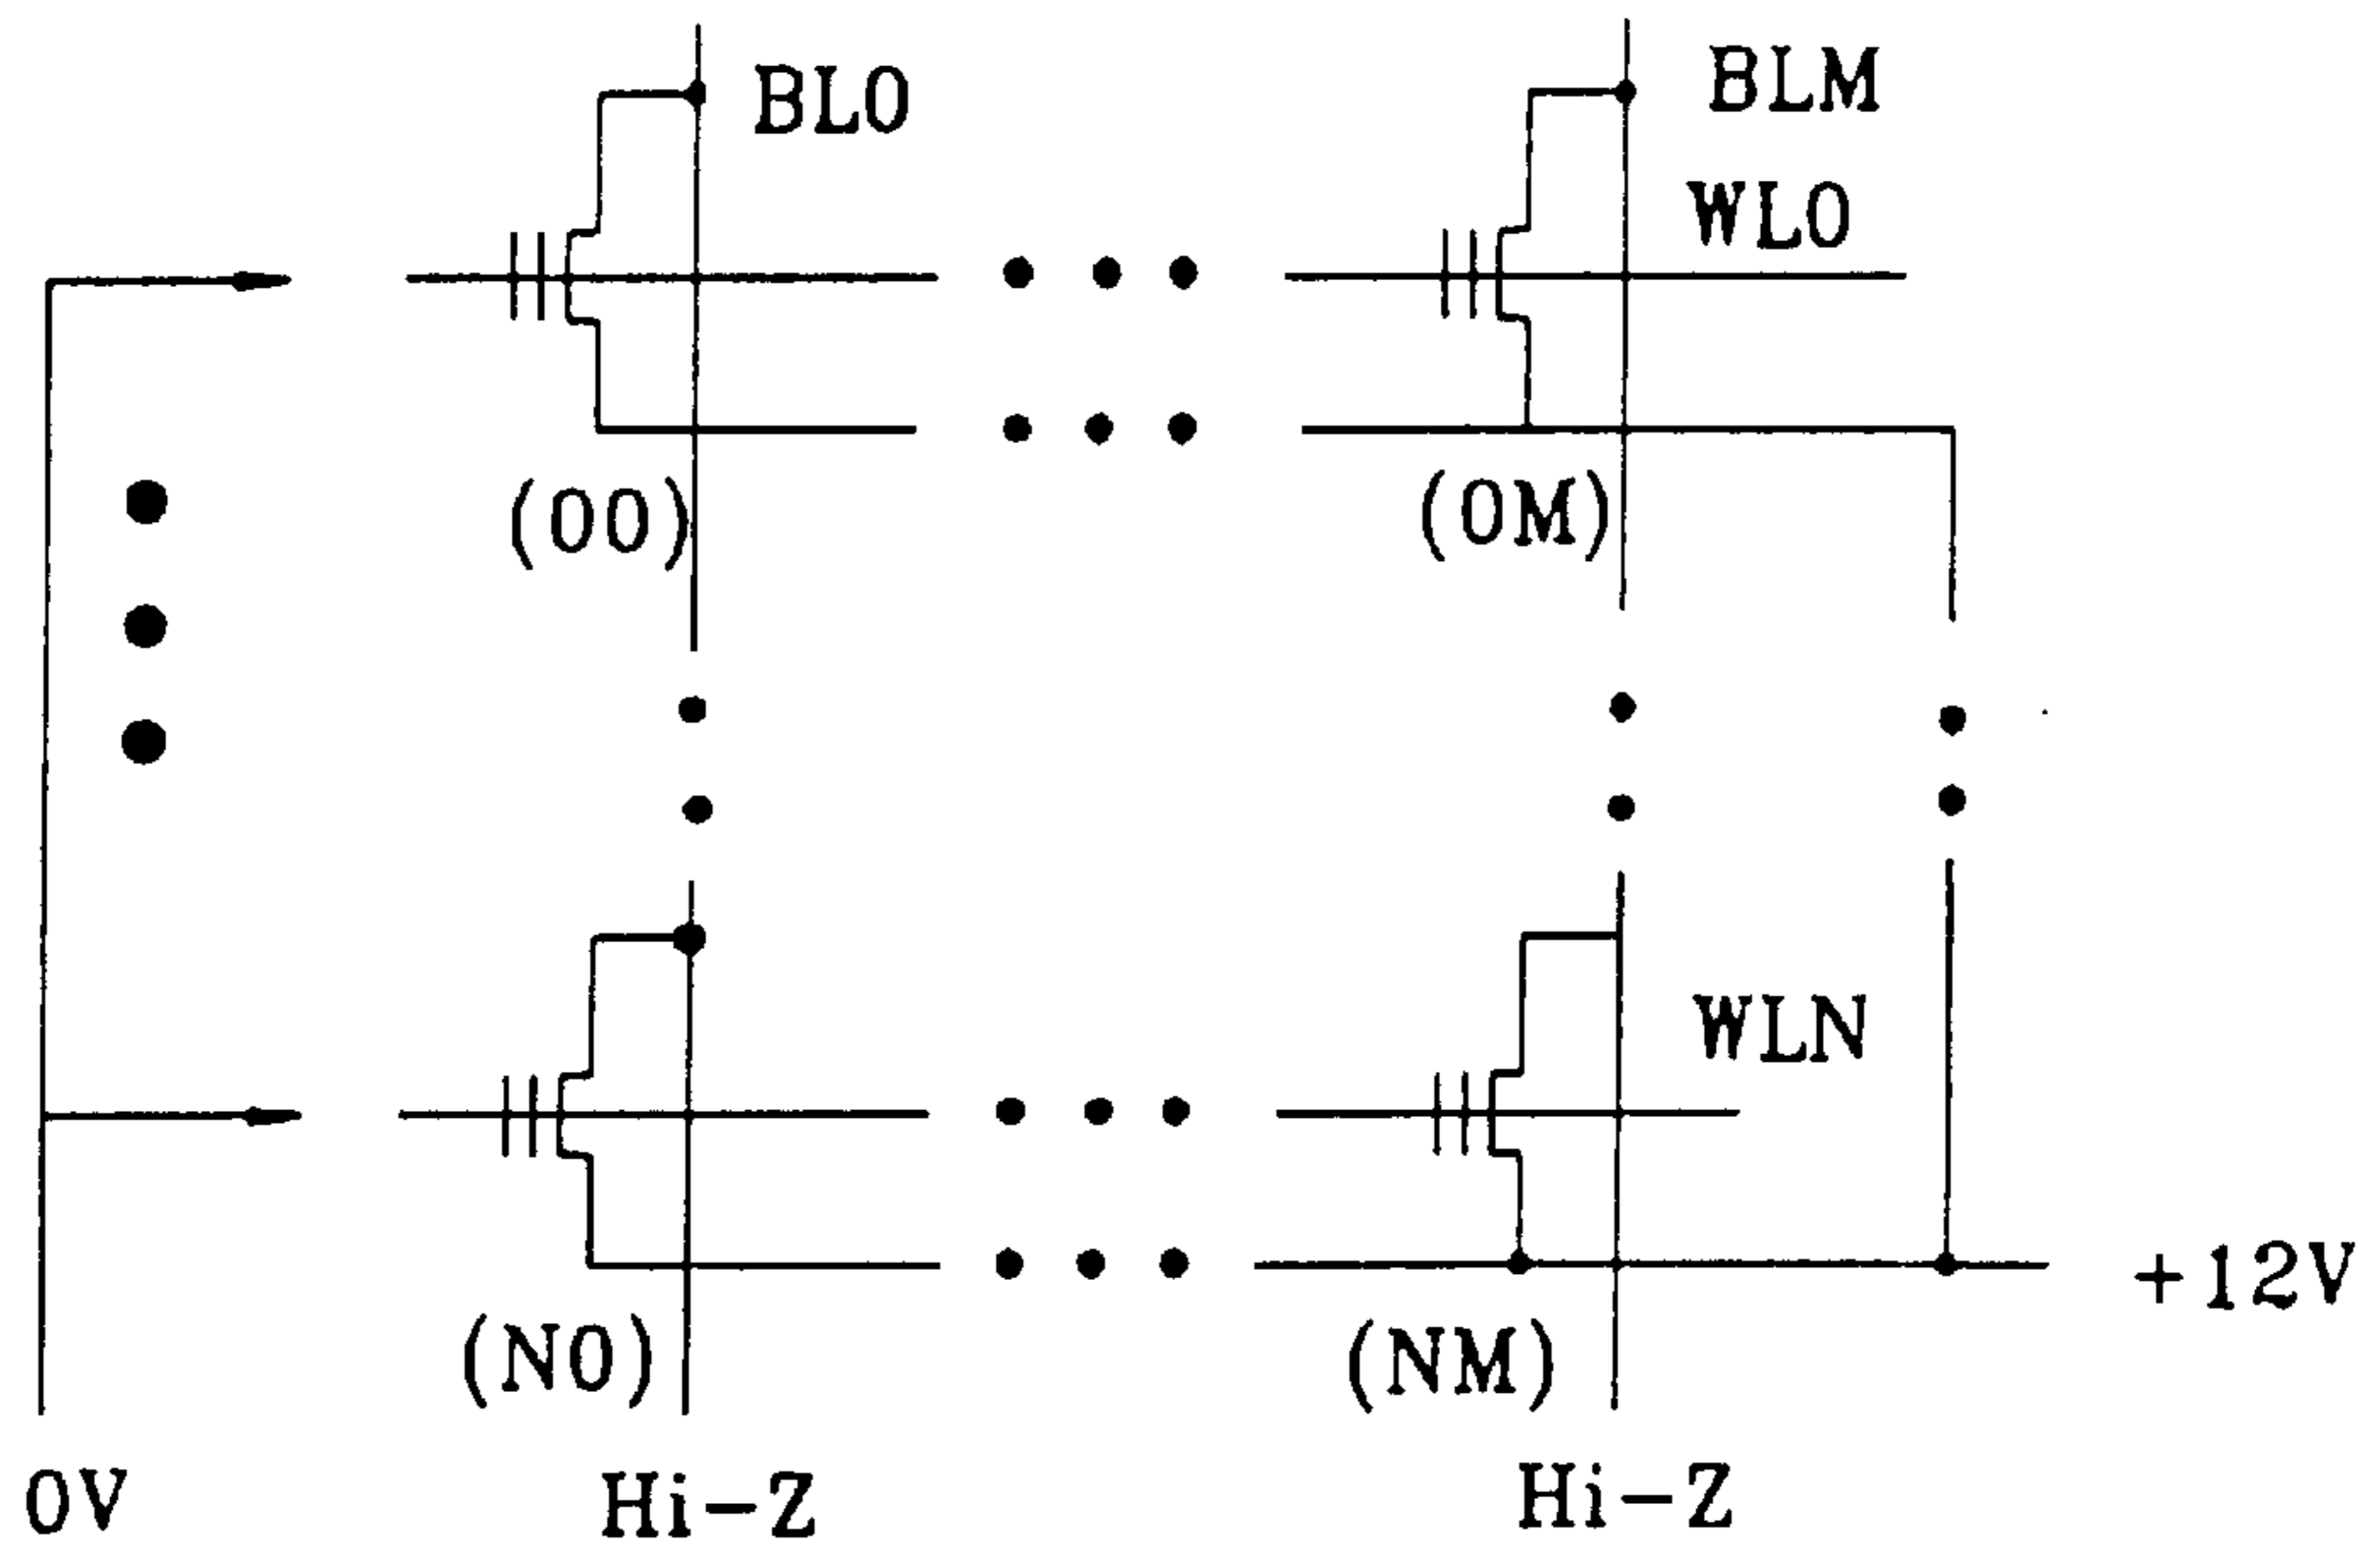 BL0
BLM
WL0
(00)
(0M)
WLN
+12V
(N0)
(NM)
0V
Hi-Z
Hi-Z